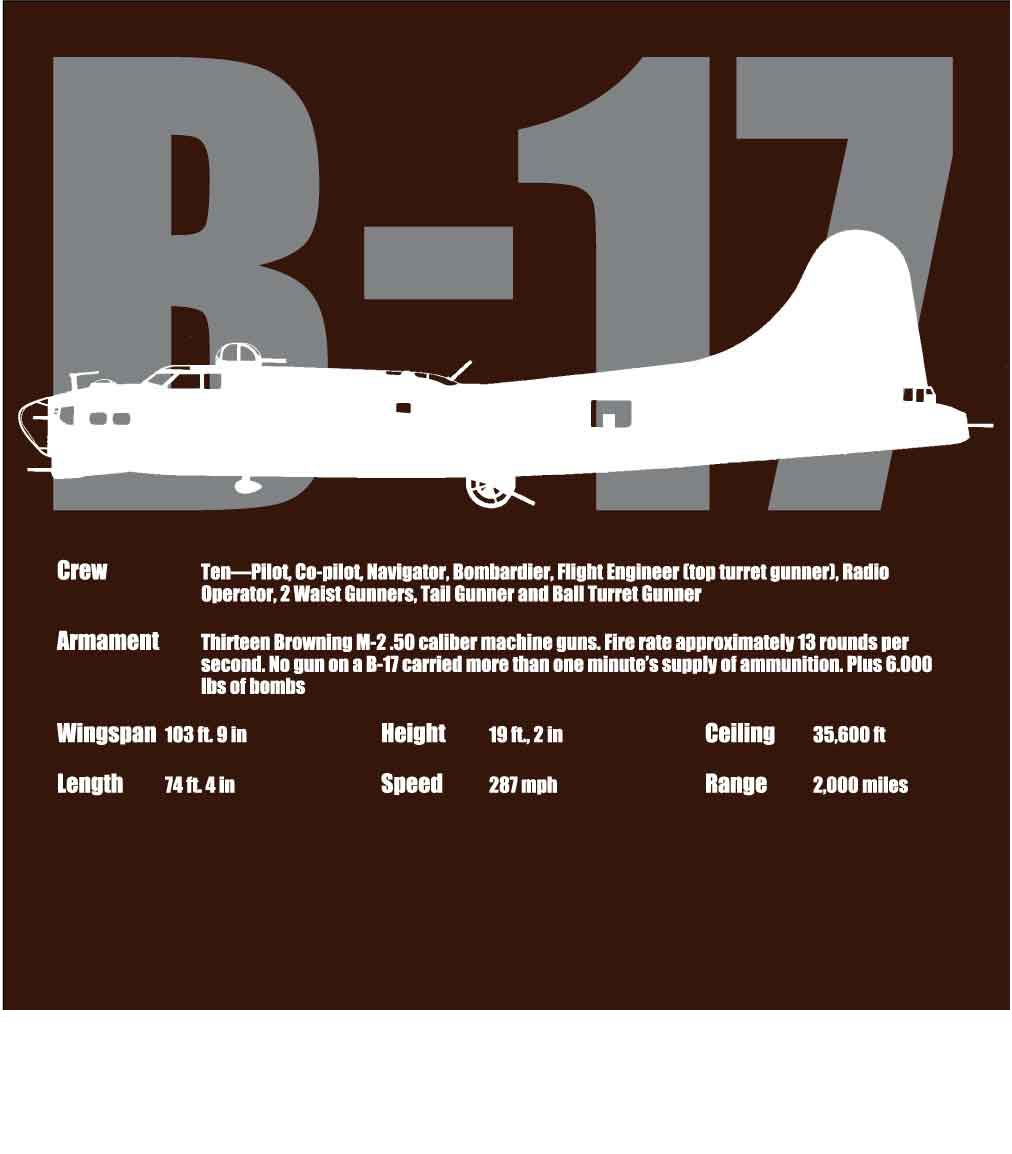 B-17
Crew Ten—Pilot, Co-pilot, Navigator, Bombardier, Flight Engineer (top turret gunner), Radio
Operator, 2 Waist Gunners, Tail Gunner and Ball Turret Gunner
Armament Thirteen Browning M-2 .50 caliber machine guns. Fire rate approximately 13 rounds per
second. No gun on a B-17 carried more than one minute’s supply of ammunition. Plus 6.000
lbs of bombs
Wingspan 103 ft. 9 in Height 19 ft., 2 in Ceiling 35,600 ft
Length 74 ft. 4 in Speed 287 mph Range 2,000 miles